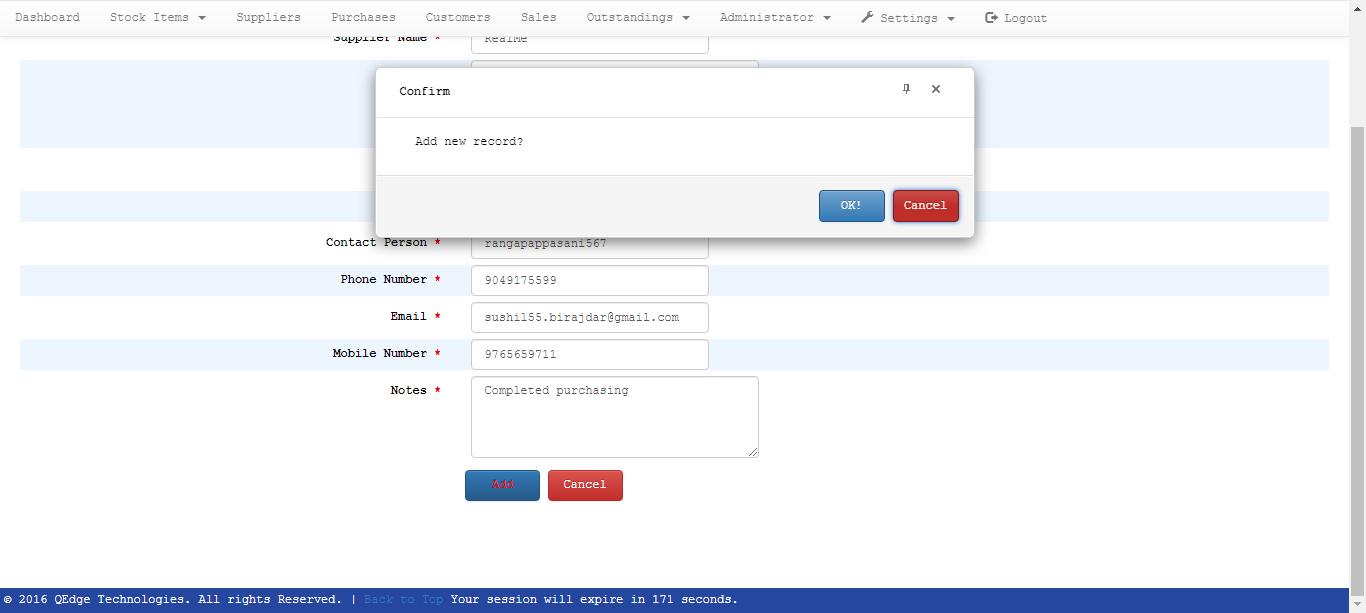 Dashboard Stock Items Suppliers Purchases Customers Sales Outstandings Administrator Settings Logout
Supplier Name * RealMe
Confirm
Add new record?
OK! Cancel
Contact Person * rangapappasani567
Phone Number * 9049175599
Email * sushil55.birajdar@gmail.com
Mobile Number * 9765659711
Notes * Completed purchasing
Add Cancel
© 2016 QEdge Technologies. All rights Reserved. | Back to Top Your session will expire in 171 seconds.